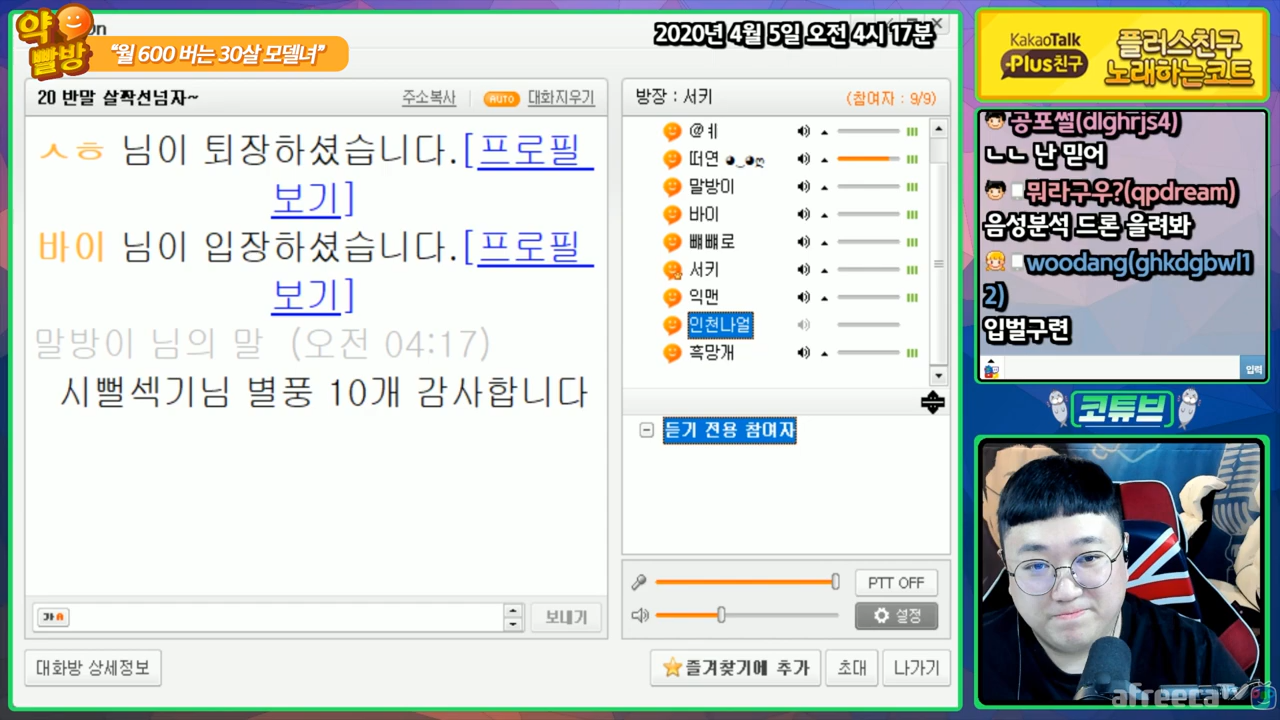 약빨방
“월 600 버는 30살 모델녀”
2020년 4월 5일 오전 4시 17분
20 반말 살짝선넘자~
주소복사
AUTO 대화지우기
ㅅㅎ 님이 퇴장하셨습니다.[프로필
보기]
바이 님이 입장하셨습니다.[프로필
보기]
말방이 님의 말 (오전 04:17)
시뻘섹기님 별풍 10개 감사합니다
가A
보내기
대화방 상세정보
방장 : 서키
(참여자 : 9/9)
떠연
말방이
바이
뺴뺴로
서키
익맨
인천나얼
흑망개
듣기 전용 참여자
PTT OFF
설정
즐겨찾기에 추가
초대
나가기
KakaoTalk
Plus친구
플러스친구
노래하는코트
공포썰(dlghrjs4)
ㄴㄴ 난 믿어
뭐라구우?(qpdream)
음성분석 드론 을려봐
woodang(ghkdgbwl1
2)
입벌구련
입력
코튜브
afreecaTV